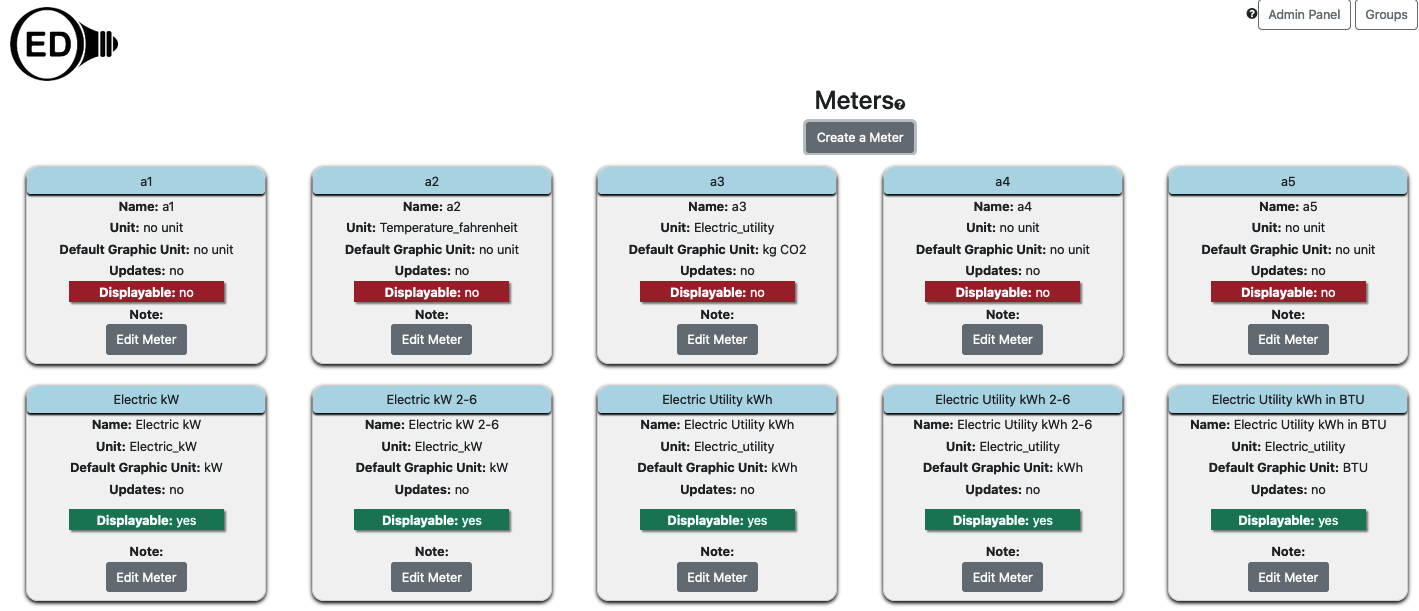 ED
Admin Panel Groups
Meters
Create a Meter
a1 a2 a3 a4 a5
Name: a1 Name: a2 Name: a3 Name: a4 Name: a5
Unit: no unit Unit: Temperature_fahrenheit Unit: Electric_utility Unit: no unit Unit: no unit
Default Graphic Unit: no unit Default Graphic Unit: no unit Default Graphic Unit: kg CO2 Default Graphic Unit: no unit Default Graphic Unit: no unit
Updates: no Updates: no Updates: no Updates: no Updates: no
Displayable: no Displayable: no Displayable: no Displayable: no Displayable: no
Note: Note: Note: Note: Note:
Edit Meter Edit Meter Edit Meter Edit Meter Edit Meter
Electric kW Electric kW 2-6 Electric Utility kWh Electric Utility kWh 2-6 Electric Utility kWh in BTU
Name: Electric kW Name: Electric kW 2-6 Name: Electric Utility kWh Name: Electric Utility kWh 2-6 Name: Electric Utility kWh in BTU
Unit: Electric_kW Unit: Electric_kW Unit: Electric_utility Unit: Electric_utility Unit: Electric_utility
Default Graphic Unit: kW Default Graphic Unit: kW Default Graphic Unit: kWh Default Graphic Unit: kWh Default Graphic Unit: BTU
Updates: no Updates: no Updates: no Updates: no Updates: no
Displayable: yes Displayable: yes Displayable: yes Displayable: yes Displayable: yes
Note: Note: Note: Note: Note:
Edit Meter Edit Meter Edit Meter Edit Meter Edit Meter